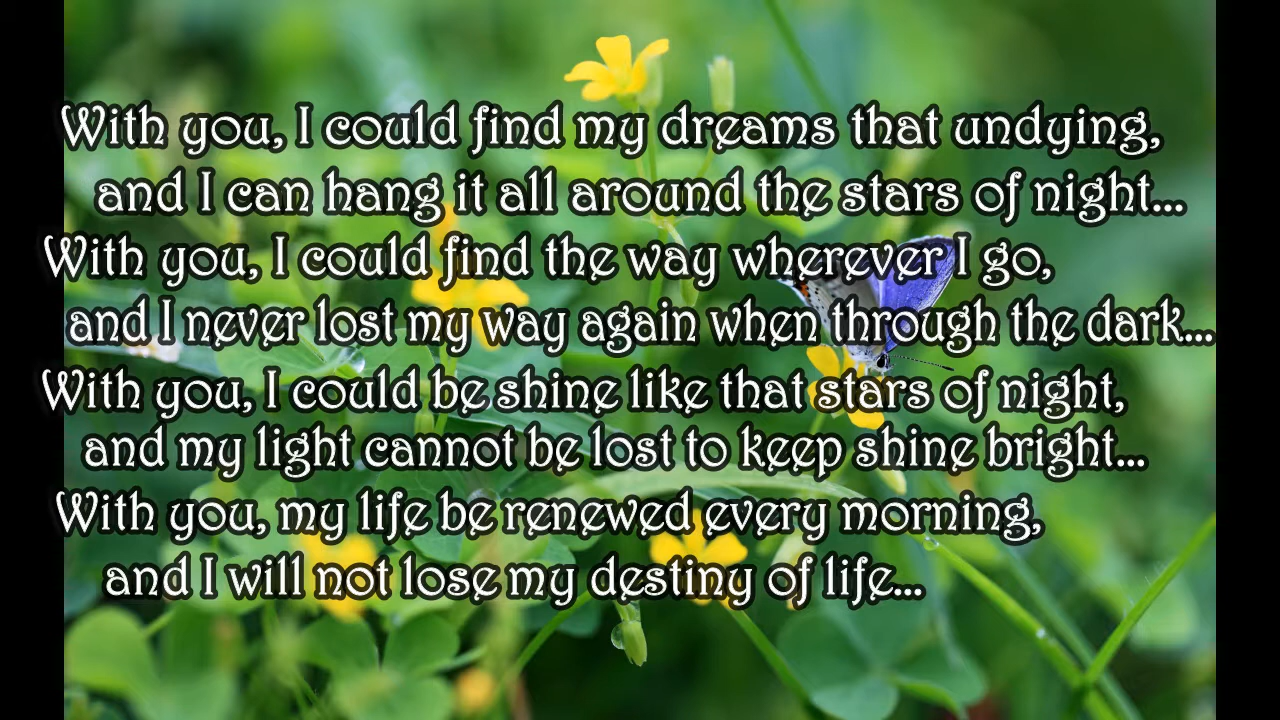 With you, I could find my dreams that undying,
and I can hang it all around the stars of night...
With you, I could find the way wherever I go,
and I never lost my way again when through the dark...
With you, I could be shine like that stars of night,
and my light cannot be lost to keep shine bright...
With you, my life be renewed every morning,
and I will not lose my destiny of life...